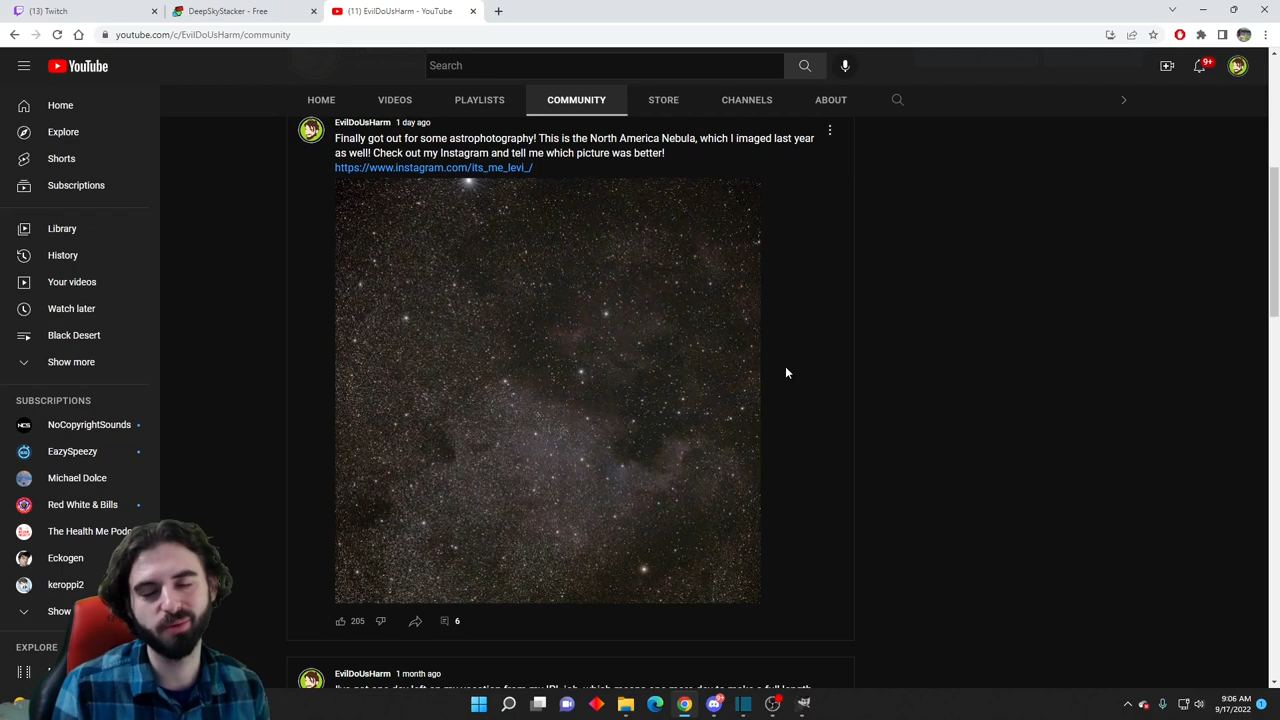 (13) Twitch
DeepSkyStacker - Free
(11) EvilDoUsHarm - YouTube
youtube.com/c/EvilDoUsHarm/community
YouTube
Search
9+
HOME
VIDEOS
PLAYLISTS
COMMUNITY
STORE
CHANNELS
ABOUT
Home
Explore
Shorts
Subscriptions
Library
History
Your videos
Watch later
Black Desert
Show more
SUBSCRIPTIONS
NoCopyrightSounds
EazySpeezy
Michael Dolce
Red White & Bills
The Health Me Podc
Eckogen
keroppi2
Show
EXPLORE
EvilDoUsHarm 1 day ago
Finally got out for some astrophotography! This is the North America Nebula, which I imaged last year
as well! Check out my Instagram and tell me which picture was better!
https://www.instagram.com/its_me_levi_/
205
6
EvilDoUsHarm 1 month ago
9:06 AM
9/17/2022